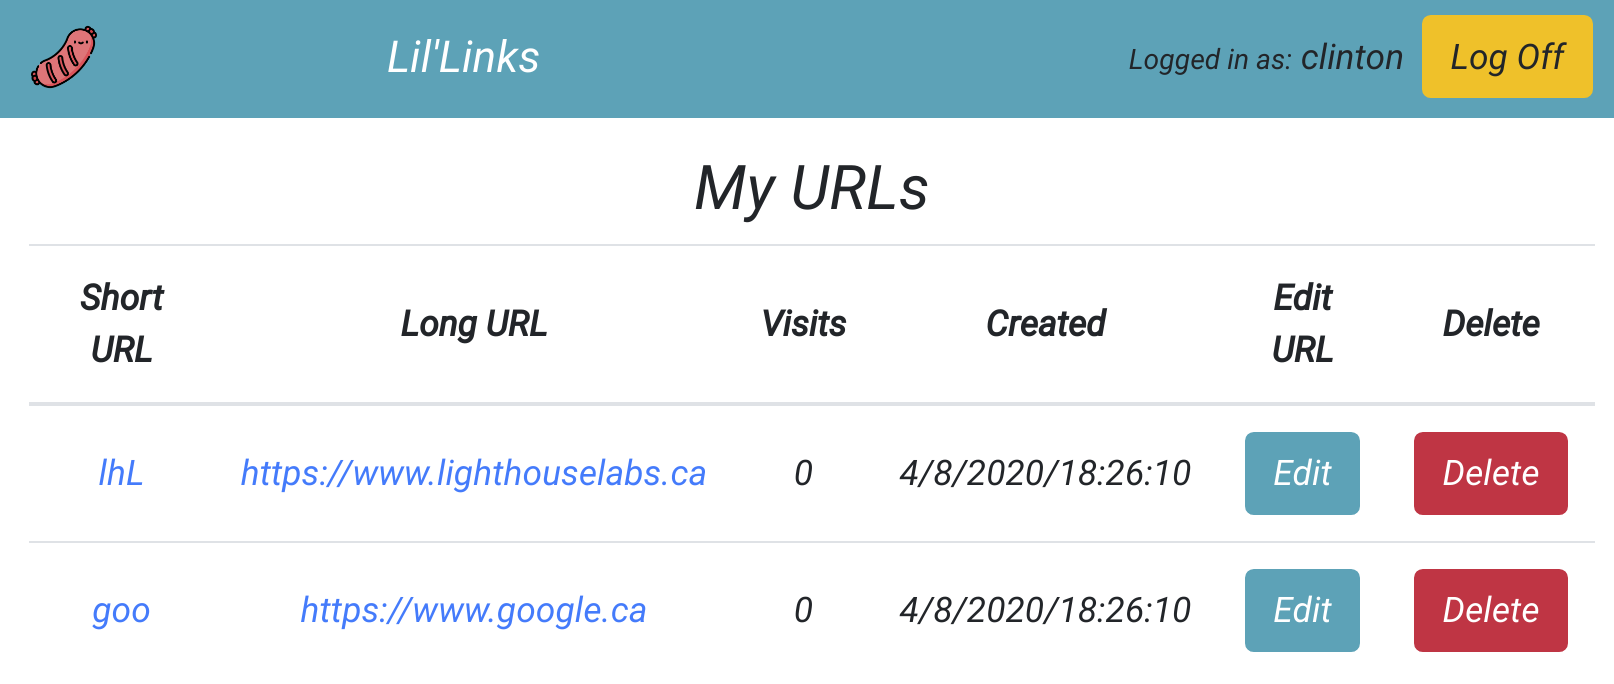 Lil'Links
Logged in as: clinton
Log Off
My URLs
Short URL
Long URL
Visits
Created
Edit URL
Delete
lhL
https://www.lighthouselabs.ca
0
4/8/2020/18:26:10
Edit
Delete
goo
https://www.google.ca
0
4/8/2020/18:26:10
Edit
Delete